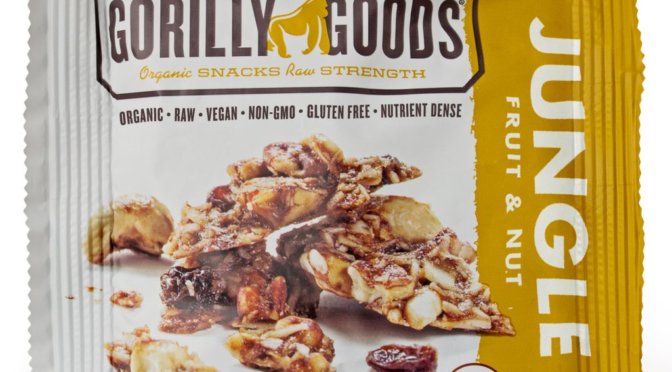 GORILLY GOODS®
Organic SNACKS Raw STRENGTH
ORGANIC • RAW • VEGAN • NON-GMO • GLUTEN FREE • NUTRIENT DENSE
JUNGLE
FRUIT & NUT